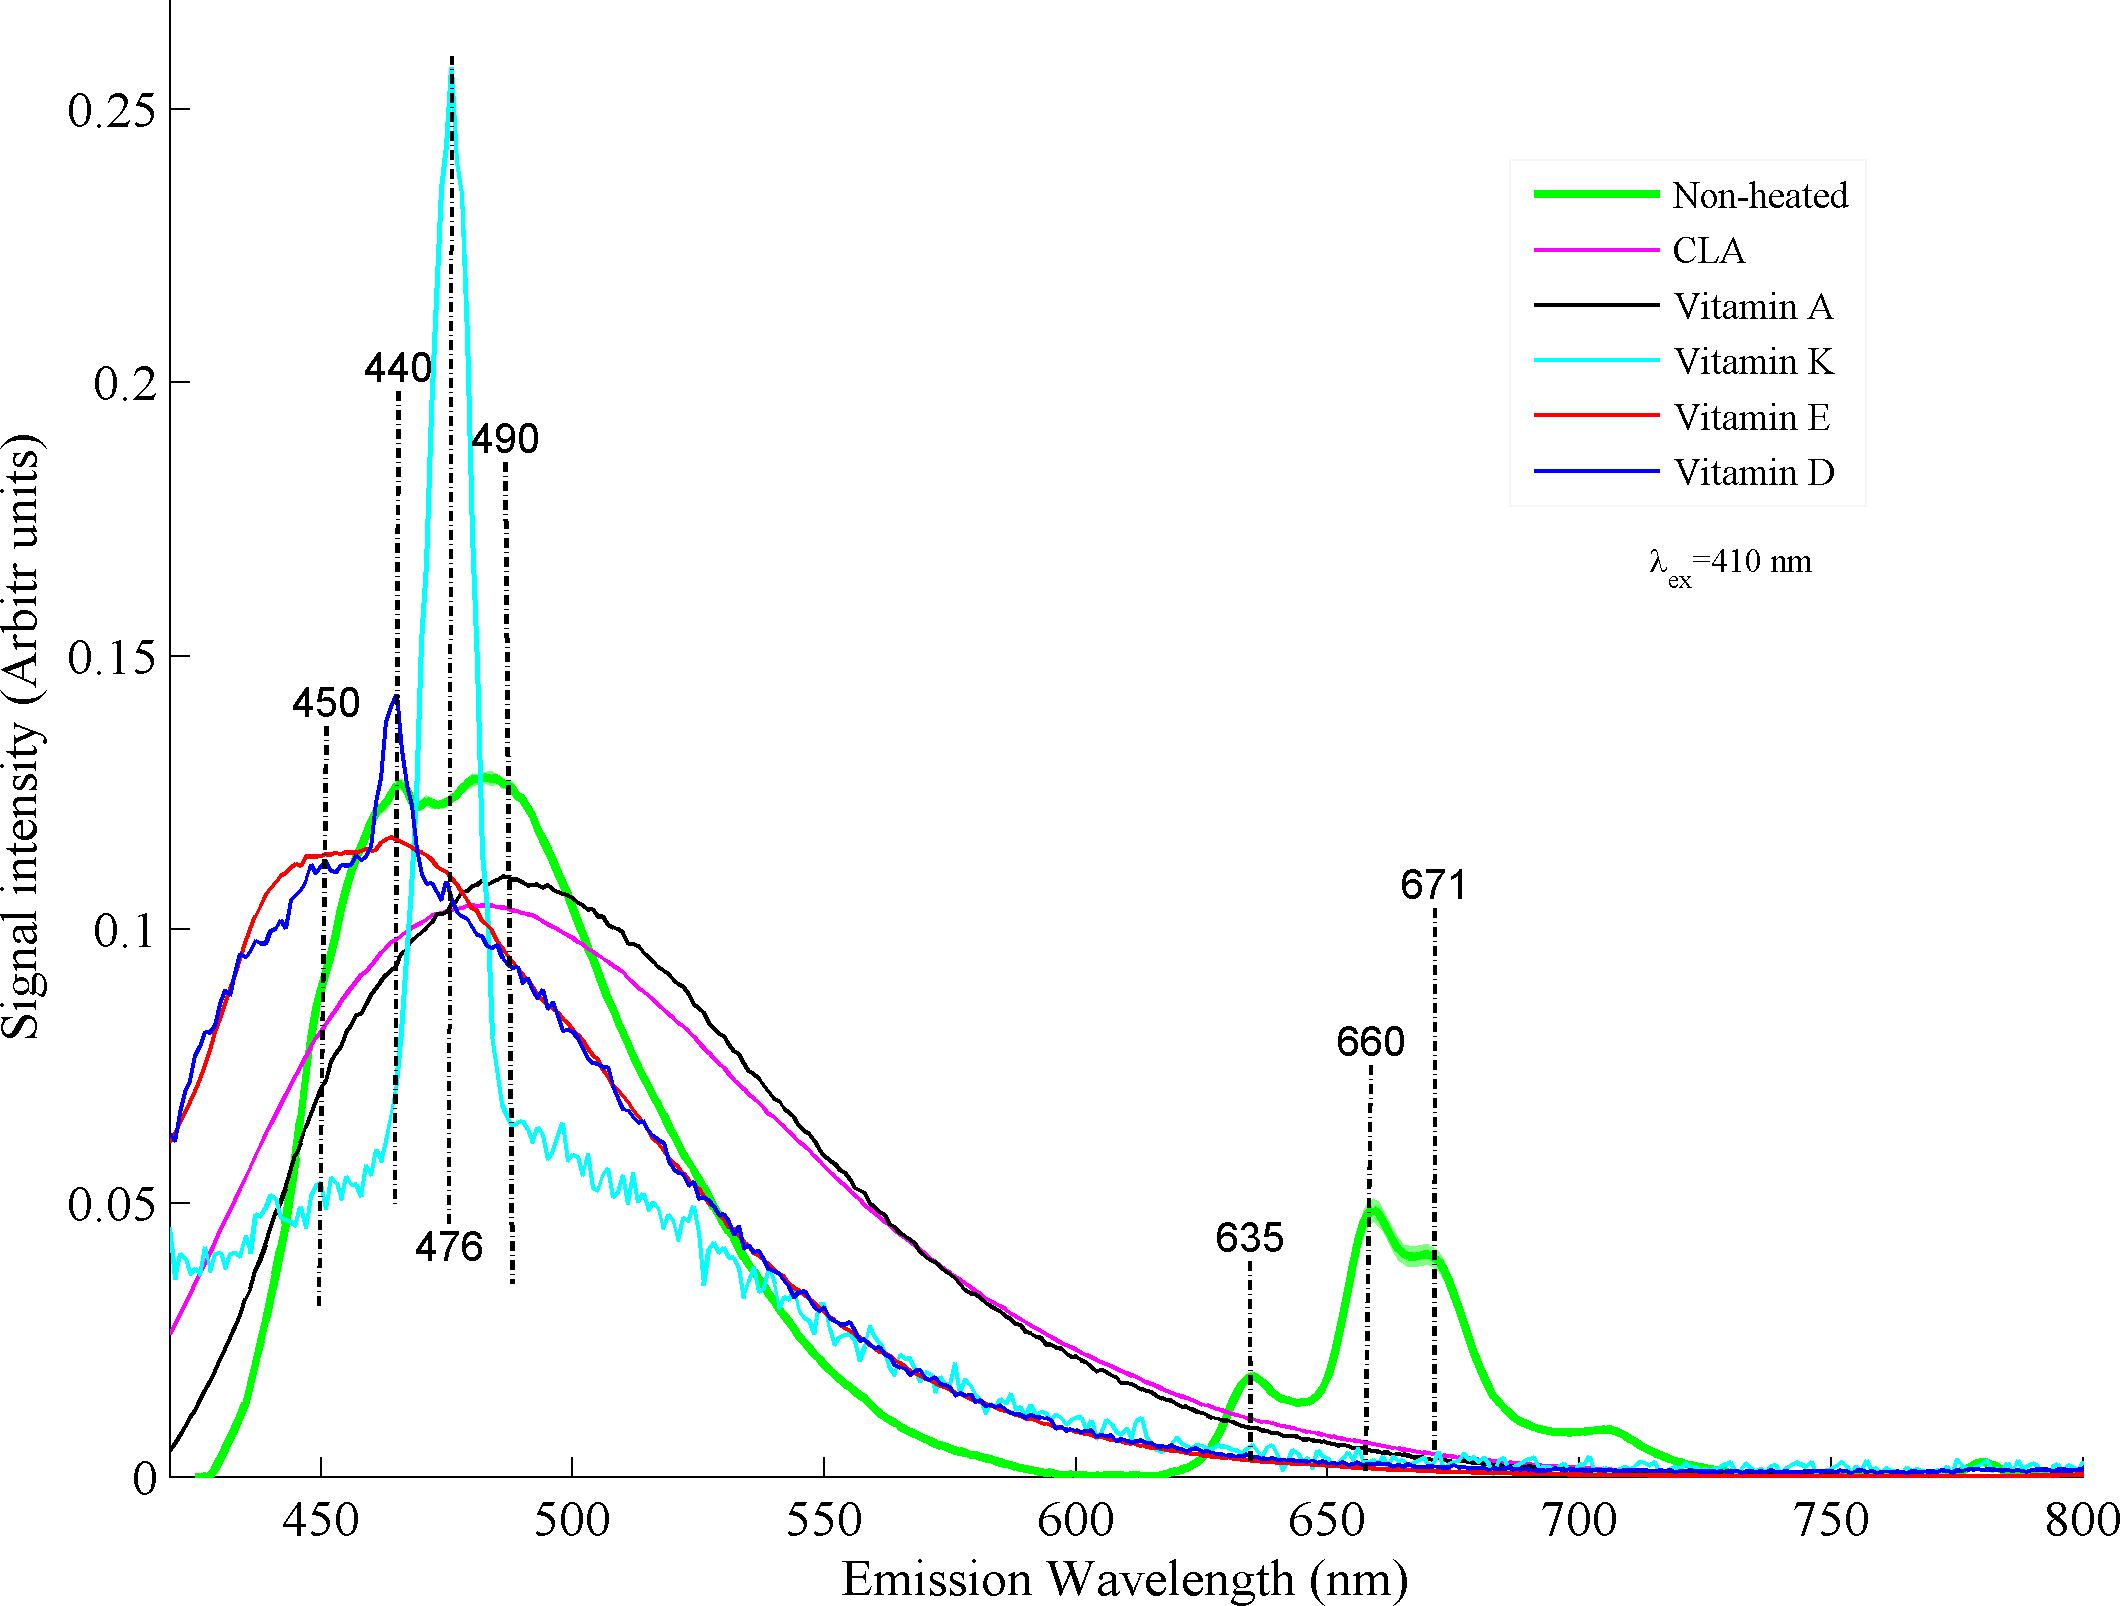 0.25
0.2
0.15
0.1
0.05
0
Signal intensity (Arbitr units)
440
490
450
476
671
660
635
Non-heated
CLA
Vitamin A
Vitamin K
Vitamin E
Vitamin D
λex=410 nm
450 500 550 600 650 700 750 800
Emission Wavelength (nm)